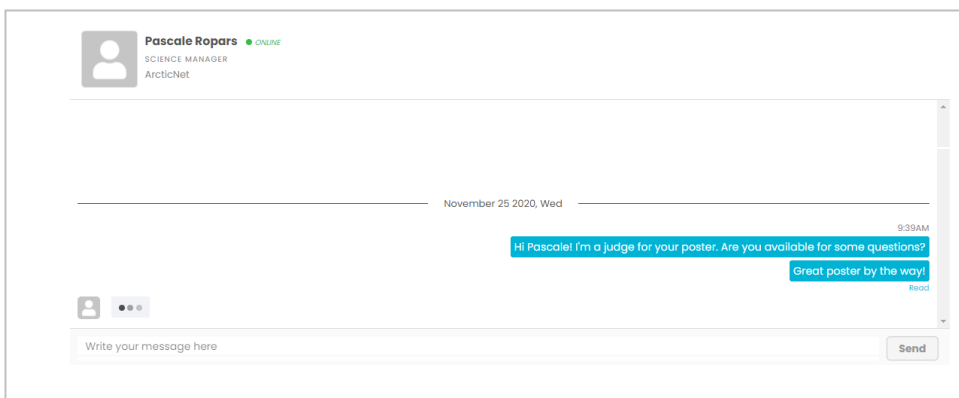 Pascale Ropars ONLINE
SCIENCE MANAGER
ArcticNet
November 25 2020, Wed
9:39AM
Hi Pascale! I'm a judge for your poster. Are you available for some questions?
Great poster by the way!
Read
Write your message here
Send